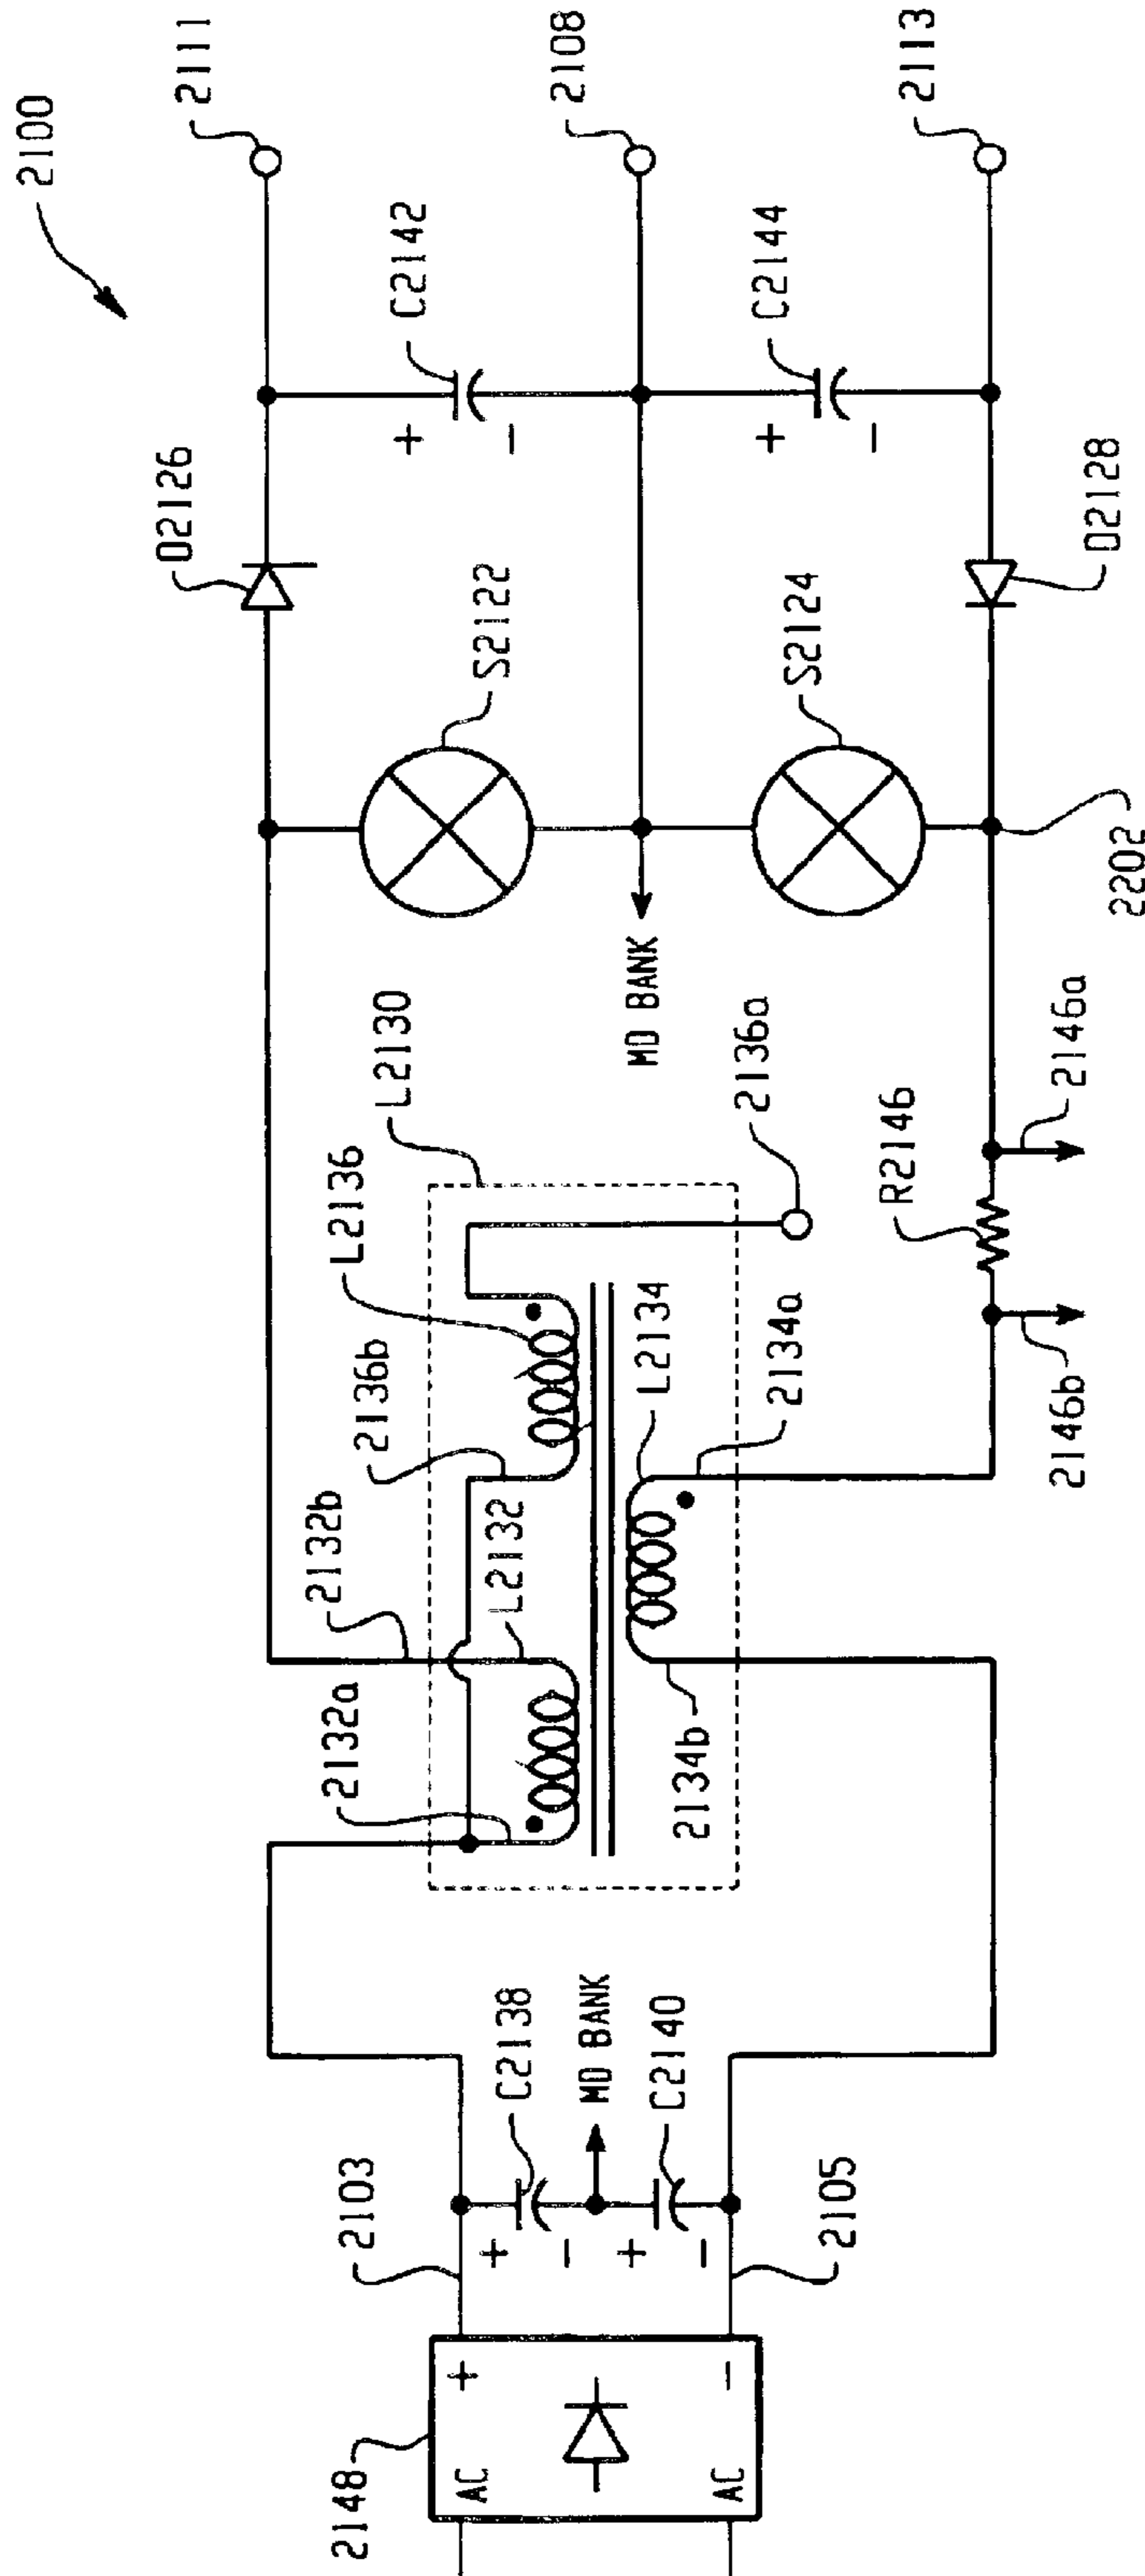 2100
2111
2108
2113
C2142
C2144
+
-
+
-
D2126
D2128
S2122
S2124
2202
MD BANK
L2130
2136a
2146a
R2146
L2136
L2134
2134a
2136b
2146b
2132b
L2132
2132a
2134b
C2138
MD BANK
C2140
2103
2105
+
-
+
-
+
-
AC
AC
2148